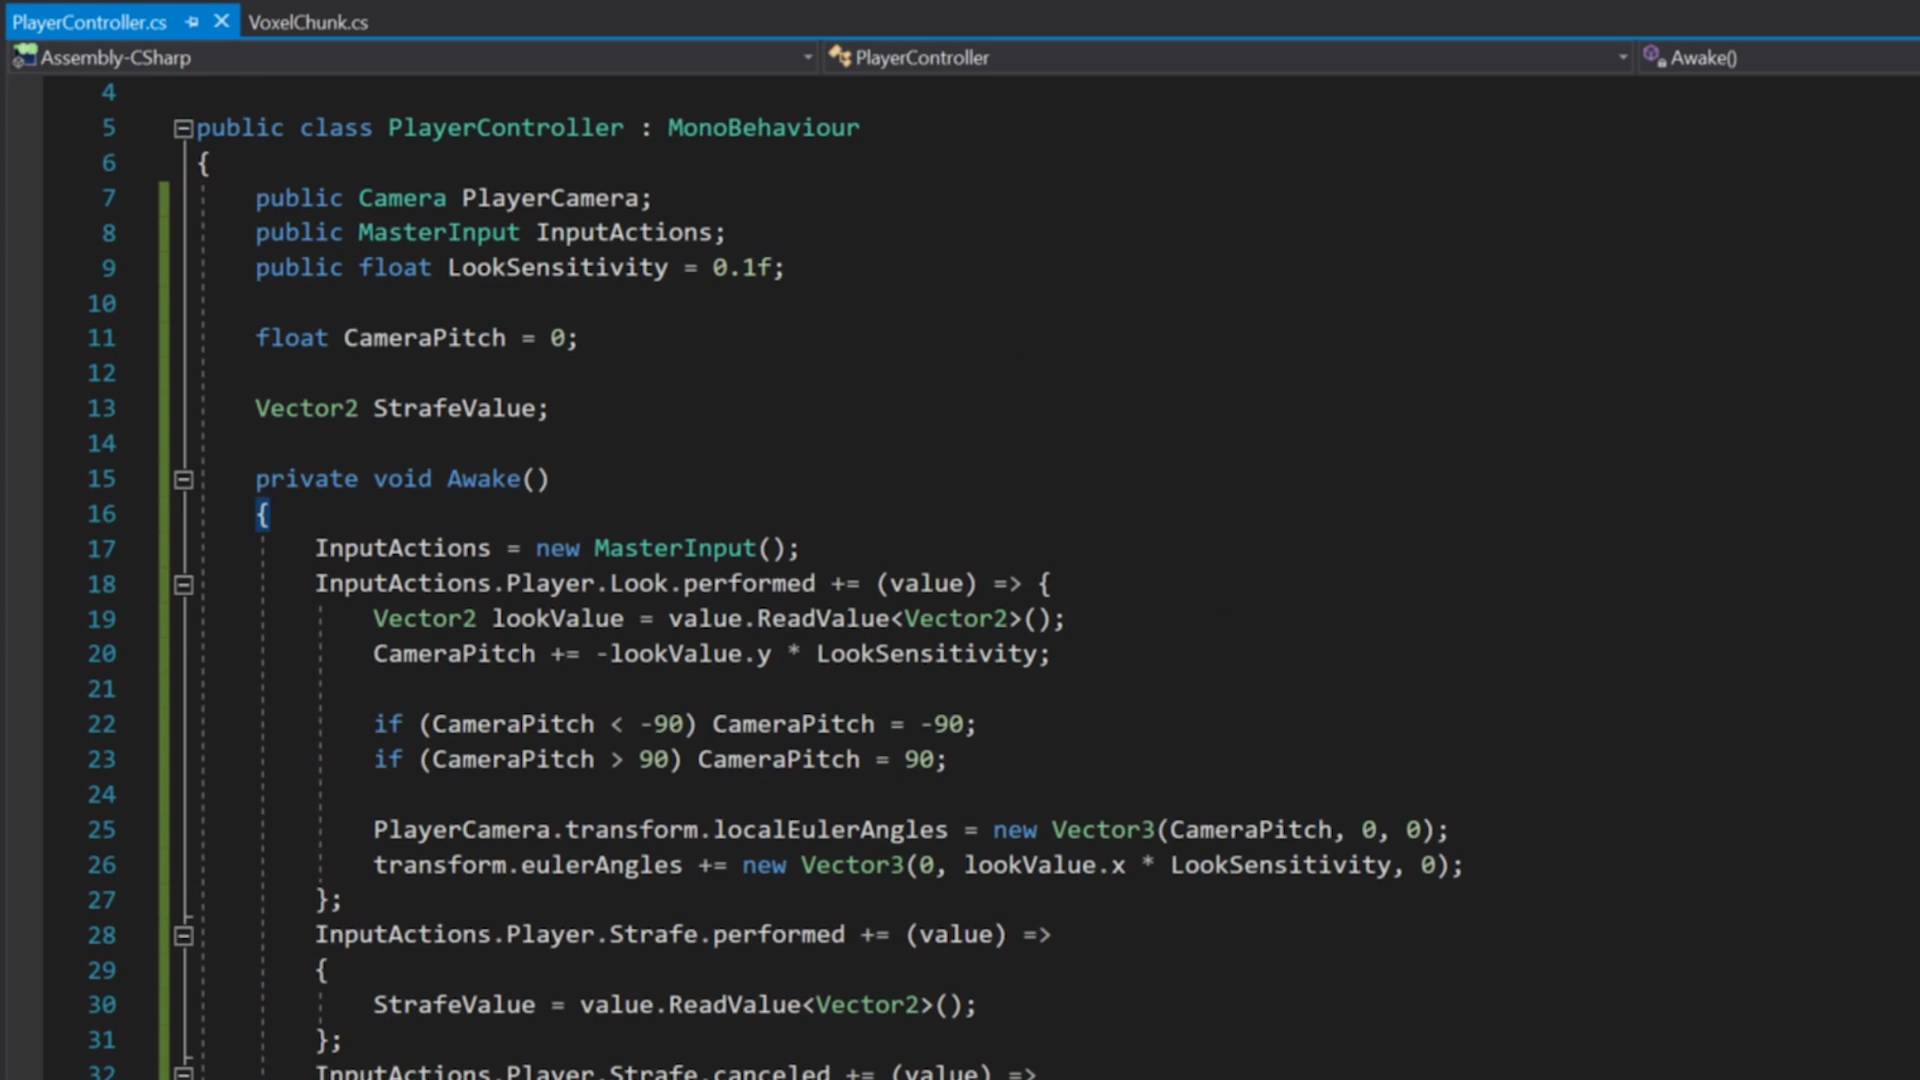 PlayerController.cs VoxelChunk.cs
Assembly-CSharp PlayerController Awake()
4
5 public class PlayerController : MonoBehaviour
6 {
7 public Camera PlayerCamera;
8 public MasterInput InputActions;
9 public float LookSensitivity = 0.1f;
10
11 float CameraPitch = 0;
12
13 Vector2 StrafeValue;
14
15 private void Awake()
16 {
17 InputActions = new MasterInput();
18 InputActions.Player.Look.performed += (value) => {
19 Vector2 lookValue = value.ReadValue<Vector2>();
20 CameraPitch += -lookValue.y * LookSensitivity;
21
22 if (CameraPitch < -90) CameraPitch = -90;
23 if (CameraPitch > 90) CameraPitch = 90;
24
25 PlayerCamera.transform.localEulerAngles = new Vector3(CameraPitch, 0, 0);
26 transform.eulerAngles += new Vector3(0, lookValue.x * LookSensitivity, 0);
27 };
28 InputActions.Player.Strafe.performed += (value) =>
29 {
30 StrafeValue = value.ReadValue<Vector2>();
31 };
32 InputActions.Player.Strafe.canceled += (value) =>